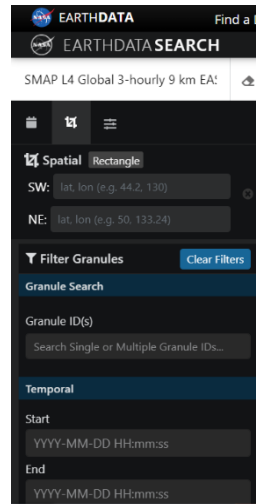 NASA EARTHDATA Find a
NASA EARTHDATA SEARCH
SMAP L4 Global 3-hourly 9 km EAS
Spatial Rectangle
SW: lat, lon (e.g. 44.2, 130)
NE: lat, lon (e.g. 50, 133.24)
Filter Granules Clear Filters
Granule Search
Granule ID(s)
Search Single or Multiple Granule IDs...
Temporal
Start
YYYY-MM-DD HH:mm:ss
End
YYYY-MM-DD HH:mm:ss